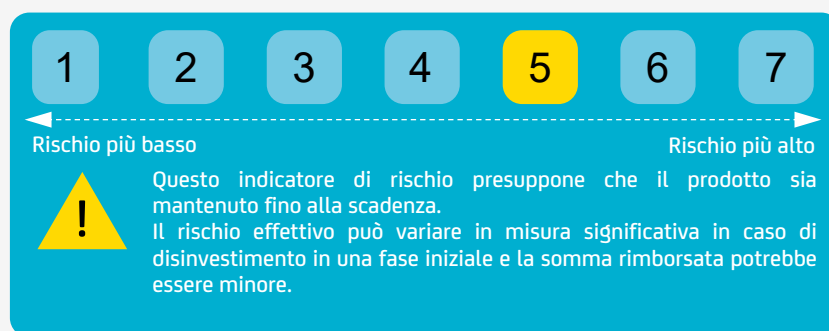 1 2 3 4 5 6 7
Rischio più basso Rischio più alto
!
Questo indicatore di rischio presuppone che il prodotto sia
mantenuto fino alla scadenza.
Il rischio effettivo può variare in misura significativa in caso di
disinvestimento in una fase iniziale e la somma rimborsata potrebbe
essere minore.